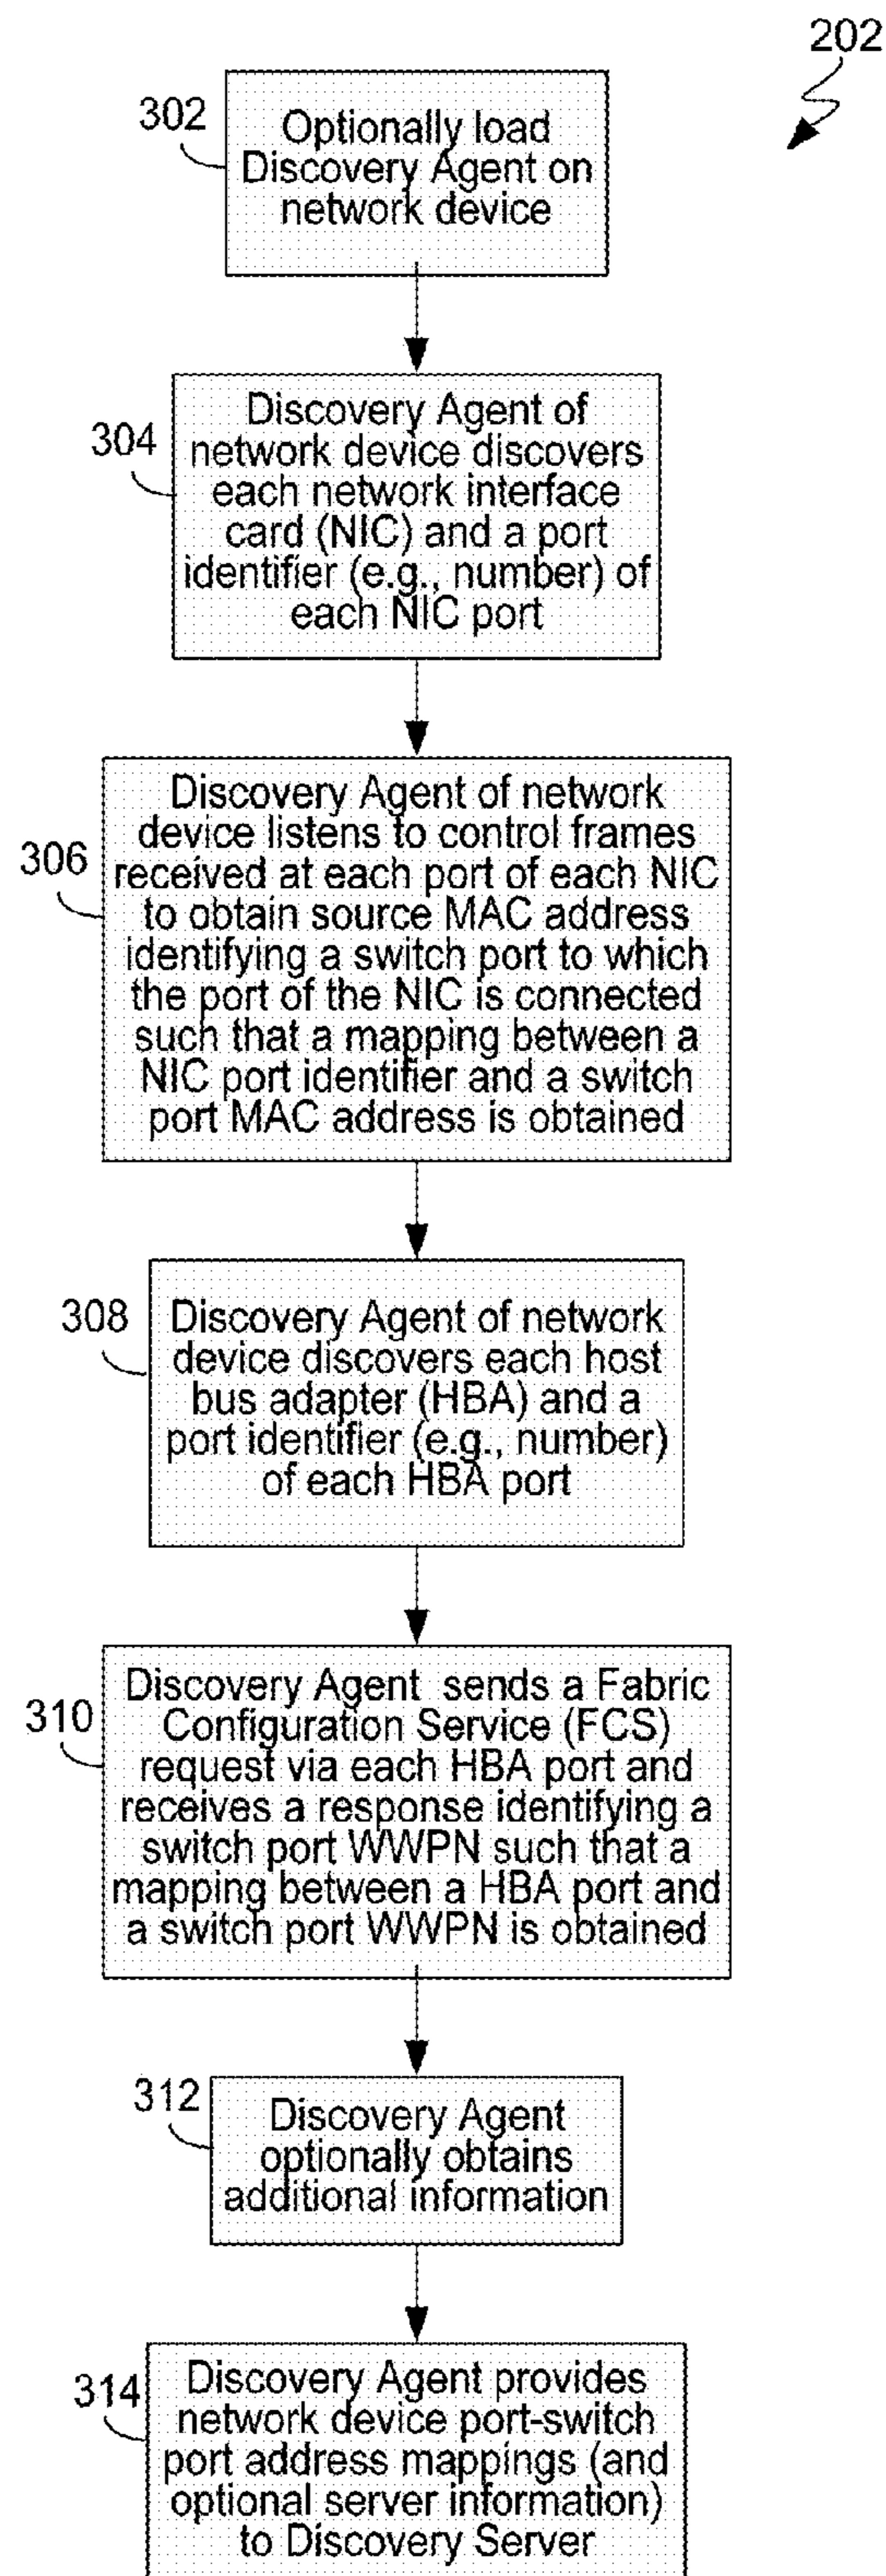 202
302
Optionally load
Discovery Agent on
network device
304
Discovery Agent of
network device discovers
each network interface
card (NIC) and a port
identifier (e.g., number) of
each NIC port
306
Discovery Agent of network
device listens to control frames
received at each port of each NIC
to obtain source MAC address
identifying a switch port to which
the port of the NIC is connected
such that a mapping between a
NIC port identifier and a switch
port MAC address is obtained
308
Discovery Agent of network
device discovers each host
bus adapter (HBA) and a
port identifier (e.g., number)
of each HBA port
310
Discovery Agent sends a Fabric
Configuration Service (FCS)
request via each HBA port and
receives a response identifying a
switch port WWPN such that a
mapping between a HBA port and
a switch port WWPN is obtained
312
Discovery Agent
optionally obtains
additional information
314
Discovery Agent provides
network device port-switch
port address mappings (and
optional server information)
to Discovery Server